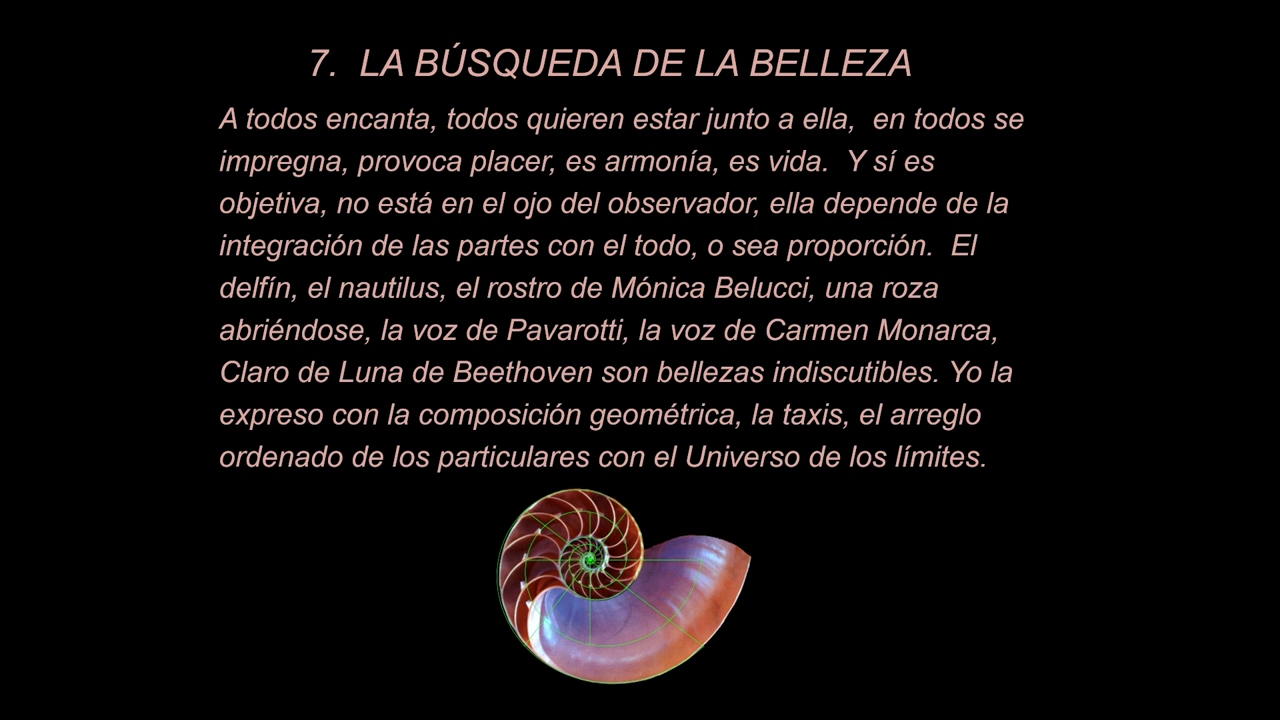 7. LA BÚSQUEDA DE LA BELLEZA
A todos encanta, todos quieren estar junto a ella, en todos se
impregna, provoca placer, es armonía, es vida. Y sí es
objetiva, no está en el ojo del observador, ella depende de la
integración de las partes con el todo, o sea proporción. El
delfín, el nautilus, el rostro de Mónica Belucci, una roza
abriéndose, la voz de Pavarotti, la voz de Carmen Monarca,
Claro de Luna de Beethoven son bellezas indiscutibles. Yo la
expreso con la composición geométrica, la taxis, el arreglo
ordenado de los particulares con el Universo de los límites.